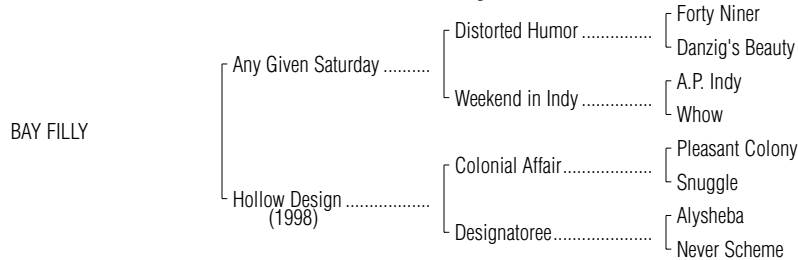 Forty Niner
Distorted Humor ...............
Danzig's Beauty
Any Given Saturday ..........
A.P. Indy
Weekend in Indy ...............
Whow
BAY FILLY
Pleasant Colony
Colonial Affair...................
Snuggle
Hollow Design ..................
(1998)
Alysheba
Designatoree.....................
Never Scheme